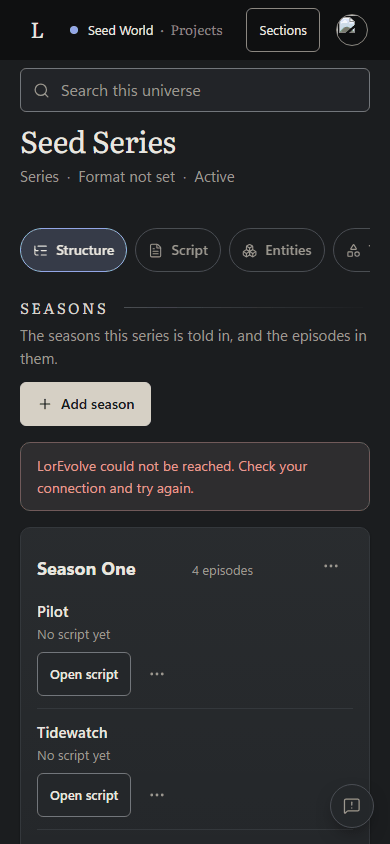 L
Seed World · Projects
Sections
Search this universe
Seed Series
Series · Format not set · Active
Structure
Script
Entities
SEASONS
The seasons this series is told in, and the episodes in
them.
+ Add season
LorEvolve could not be reached. Check your
connection and try again.
Season One
4 episodes
Pilot
No script yet
Open script
Tidewatch
No script yet
Open script